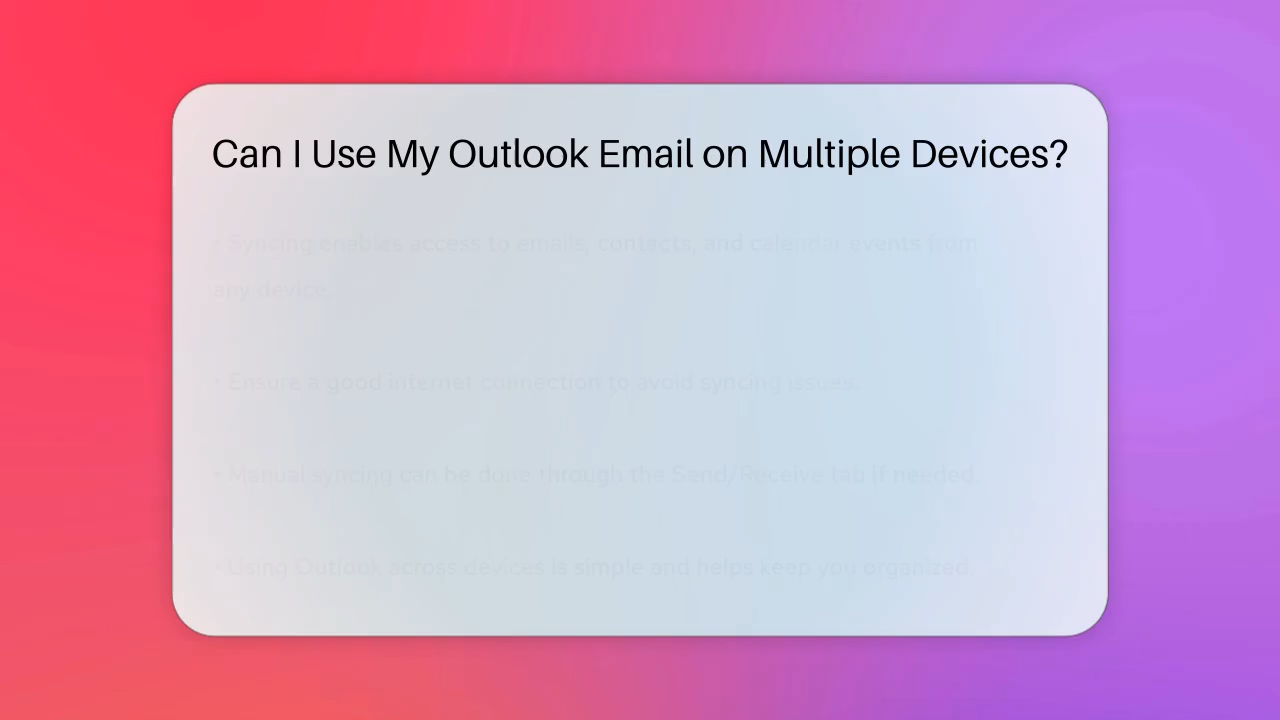 Can I Use My Outlook Email on Multiple Devices?
• Syncing enables access to emails, contacts, and calendar events from
any device.
• Ensure a good internet connection to avoid syncing issues.
• Manual syncing can be done through the Send/Receive tab if needed.
• Using Outlook across devices is simple and helps keep you organized.